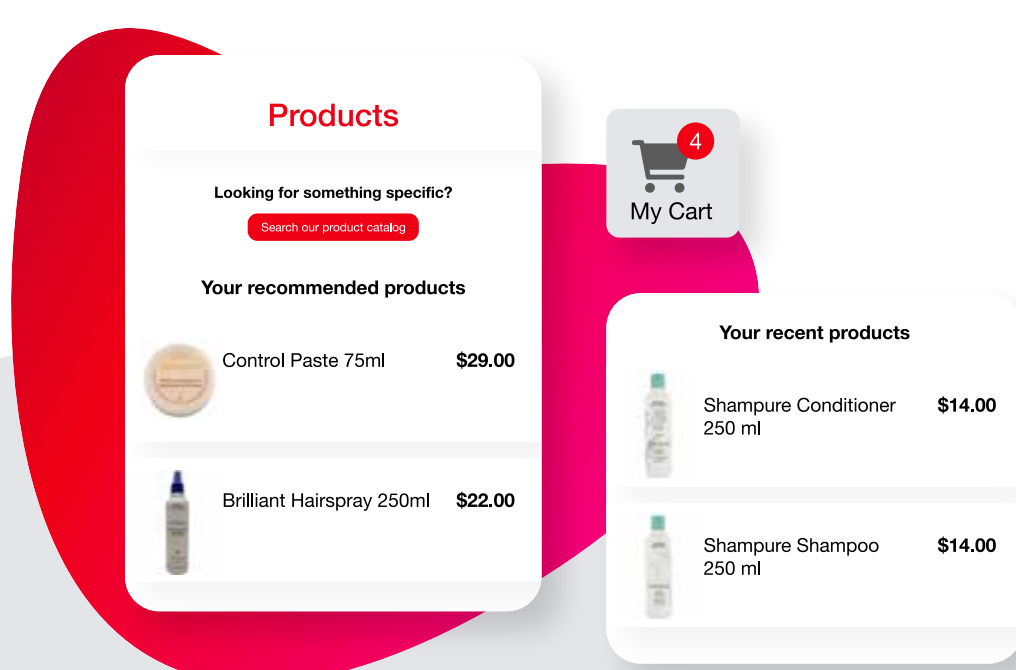 Products
Looking for something specific?
Search our product catalog
Your recommended products
Control Paste 75ml
$29.00
Brilliant Hairspray 250ml
$22.00
4
My Cart
Your recent products
Shampure Conditioner
250 ml
$14.00
Shampure Shampoo
250 ml
$14.00